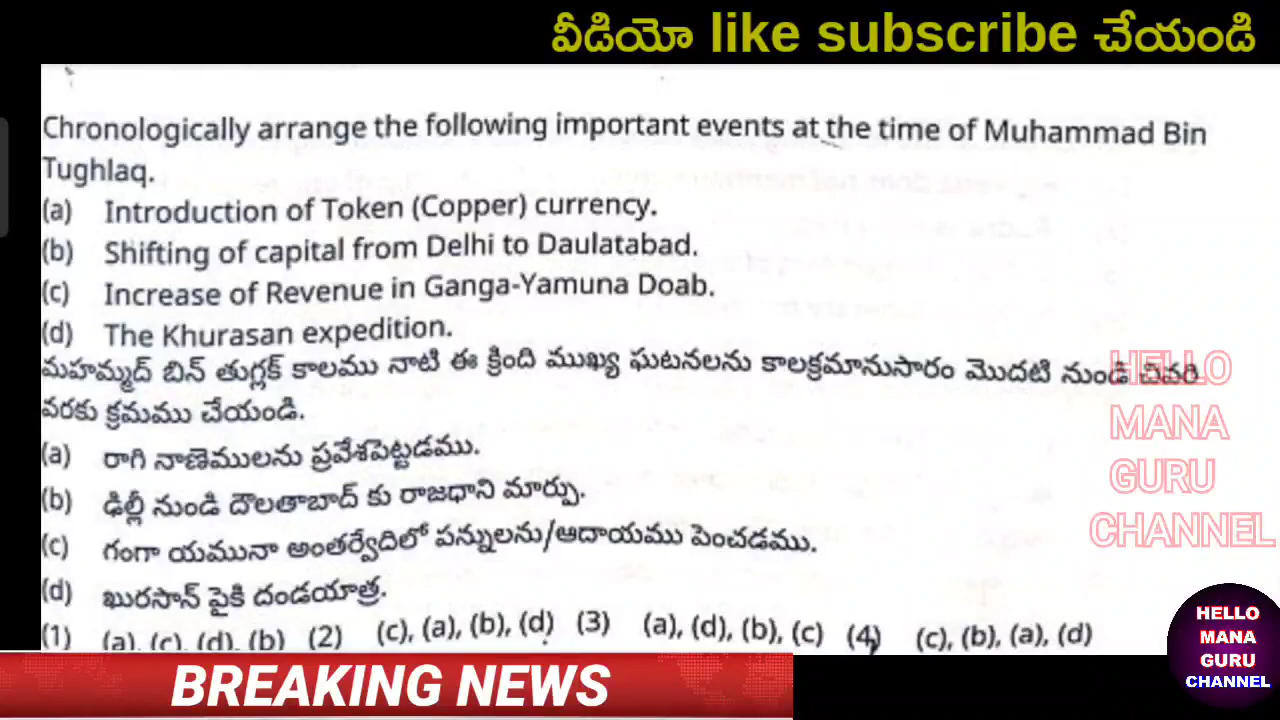 వీడియో like subscribe చేయండి
Chronologically arrange the following important events at the time of Muhammad Bin
Tughlaq.
(a) Introduction of Token (Copper) currency.
(b) Shifting of capital from Delhi to Daulatabad.
(c) Increase of Revenue in Ganga-Yamuna Doab.
(d) The Khurasan expedition.
మహమ్మద్ బిన్ తుగ్లక్ కాలము నాటి ఈ క్రింది ముఖ్య ఘటనలను కాలక్రమానుసారం మొదటి నుండి చివరి
వరకు క్రమము చేయండి.
(a) రాగి నాణెములను ప్రవేశపెట్టడము.
(b) ఢిల్లీ నుండి దౌలతాబాద్ కు రాజధాని మార్పు.
(c) గంగా యమునా అంతర్వేదిలో పన్నులను/ఆదాయము పెంచడము.
(d) ఖురసాన్ పైకి దండయాత్ర.
(1) (a), (c), (d), (b) (2) (c), (a), (b), (d) (3) (a), (d), (b), (c) (4) (c), (b), (a), (d)
HELLO
MANA
GURU
CHANNEL
HELLO
MANA
GURU
CHANNEL
BREAKING NEWS